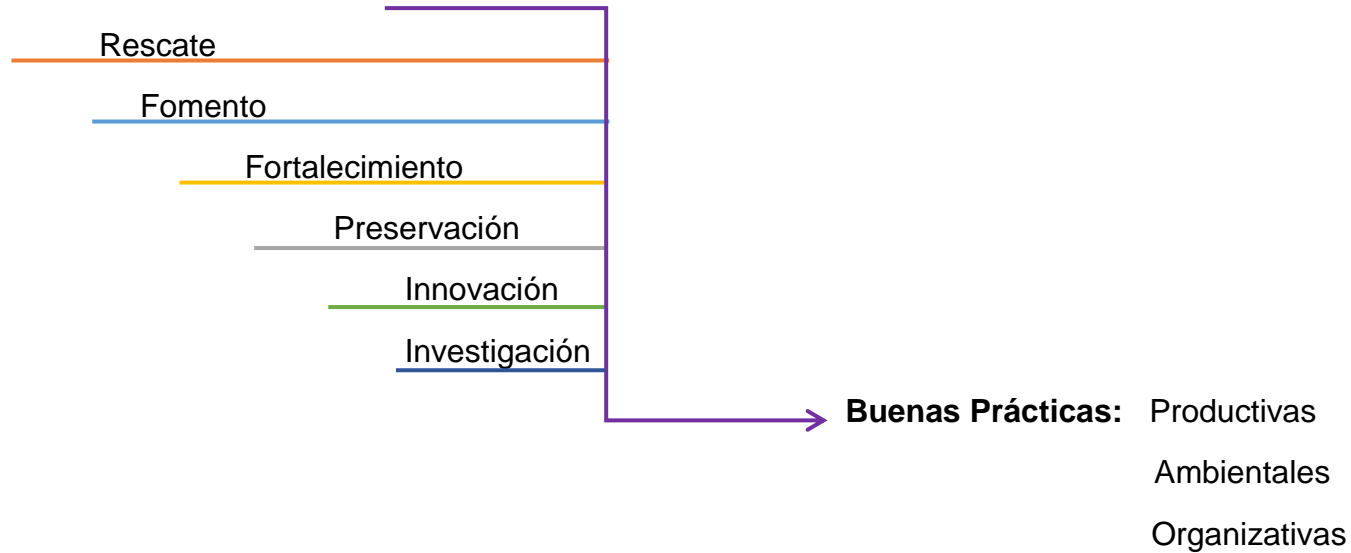 Rescate
Fomento
Fortalecimiento
Preservación
Innovación
Investigación
Buenas Prácticas: Productivas
Ambientales
Organizativas